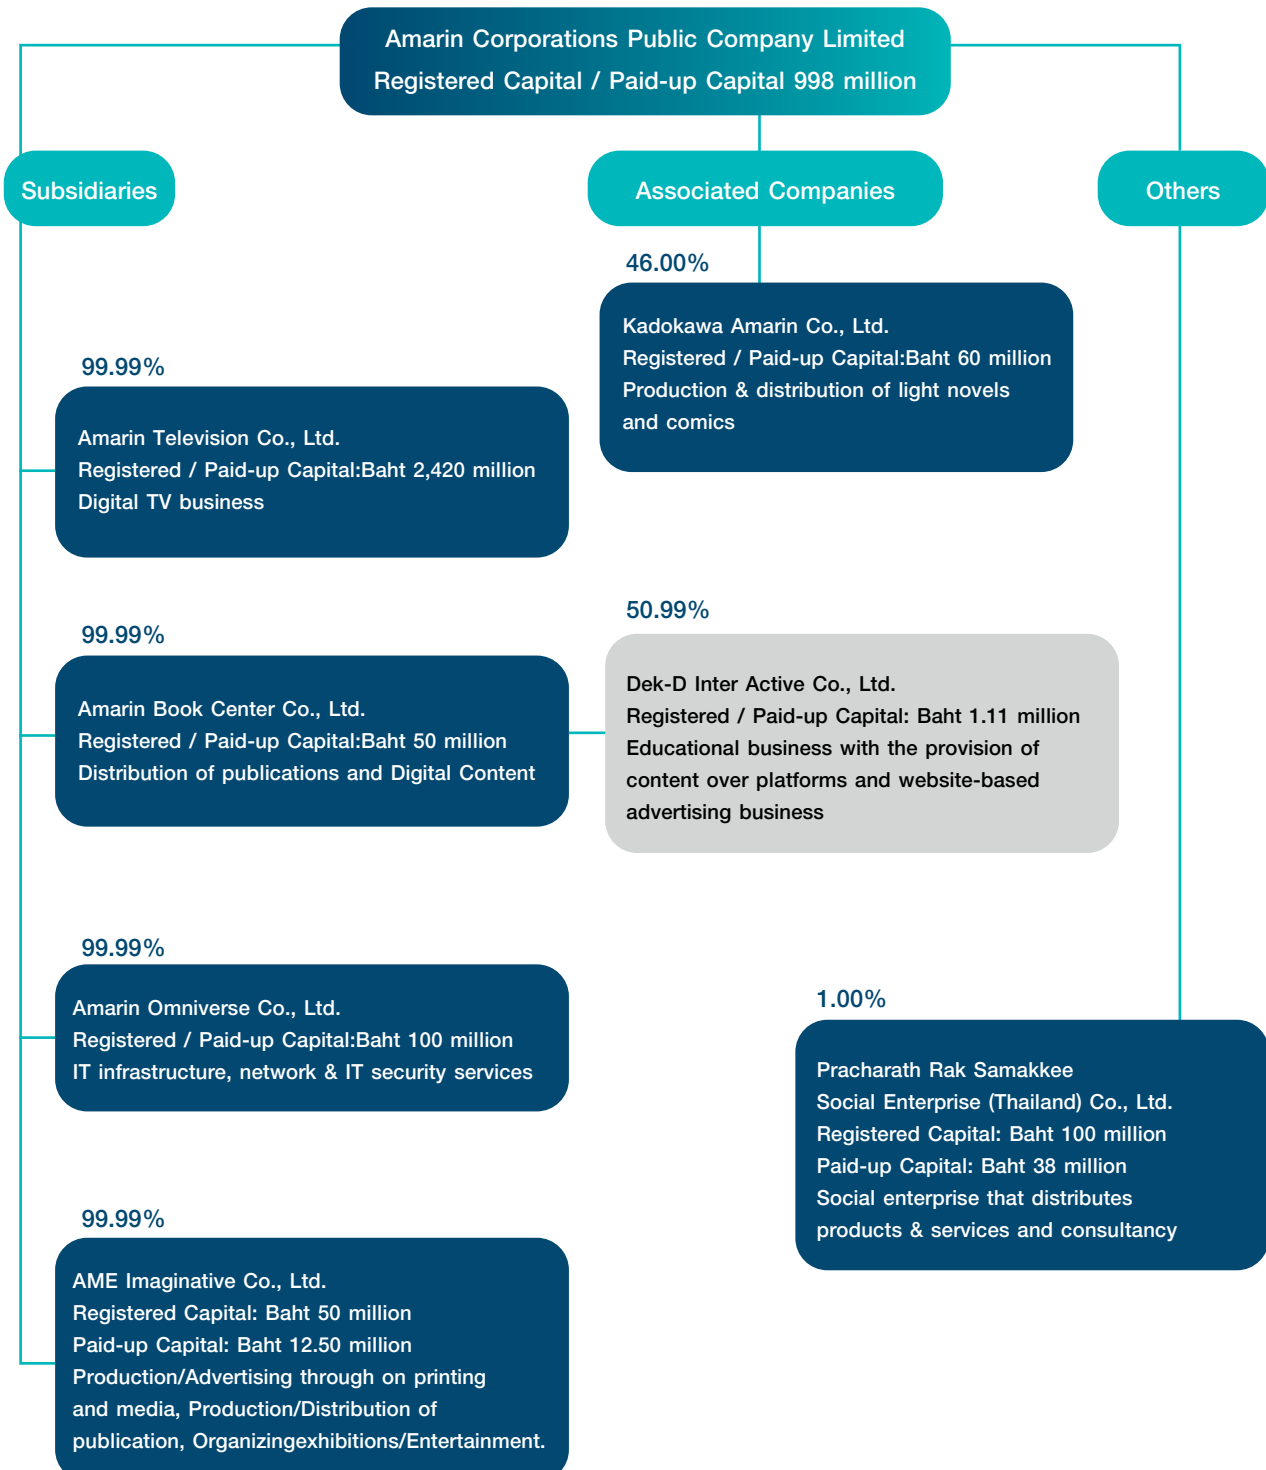 Amarin Corporations Public Company Limited
Registered Capital / Paid-up Capital 998 million
Subsidiaries
Associated Companies
Others
46.00%
Kadokawa Amarin Co., Ltd.
Registered / Paid-up Capital:Baht 60 million
Production & distribution of light novels
and comics
99.99%
Amarin Television Co., Ltd.
Registered / Paid-up Capital:Baht 2,420 million
Digital TV business
99.99%
Amarin Book Center Co., Ltd.
Registered / Paid-up Capital:Baht 50 million
Distribution of publications and Digital Content
50.99%
Dek-D Inter Active Co., Ltd.
Registered / Paid-up Capital: Baht 1.11 million
Educational business with the provision of
content over platforms and website-based
advertising business
99.99%
Amarin Omniverse Co., Ltd.
Registered / Paid-up Capital:Baht 100 million
IT infrastructure, network & IT security services
1.00%
Pracharath Rak Samakkee
Social Enterprise (Thailand) Co., Ltd.
Registered Capital: Baht 100 million
Paid-up Capital: Baht 38 million
Social enterprise that distributes
products & services and consultancy
99.99%
AME Imaginative Co., Ltd.
Registered Capital: Baht 50 million
Paid-up Capital: Baht 12.50 million
Production/Advertising through on printing
and media, Production/Distribution of
publication, Organizingexhibitions/Entertainment.